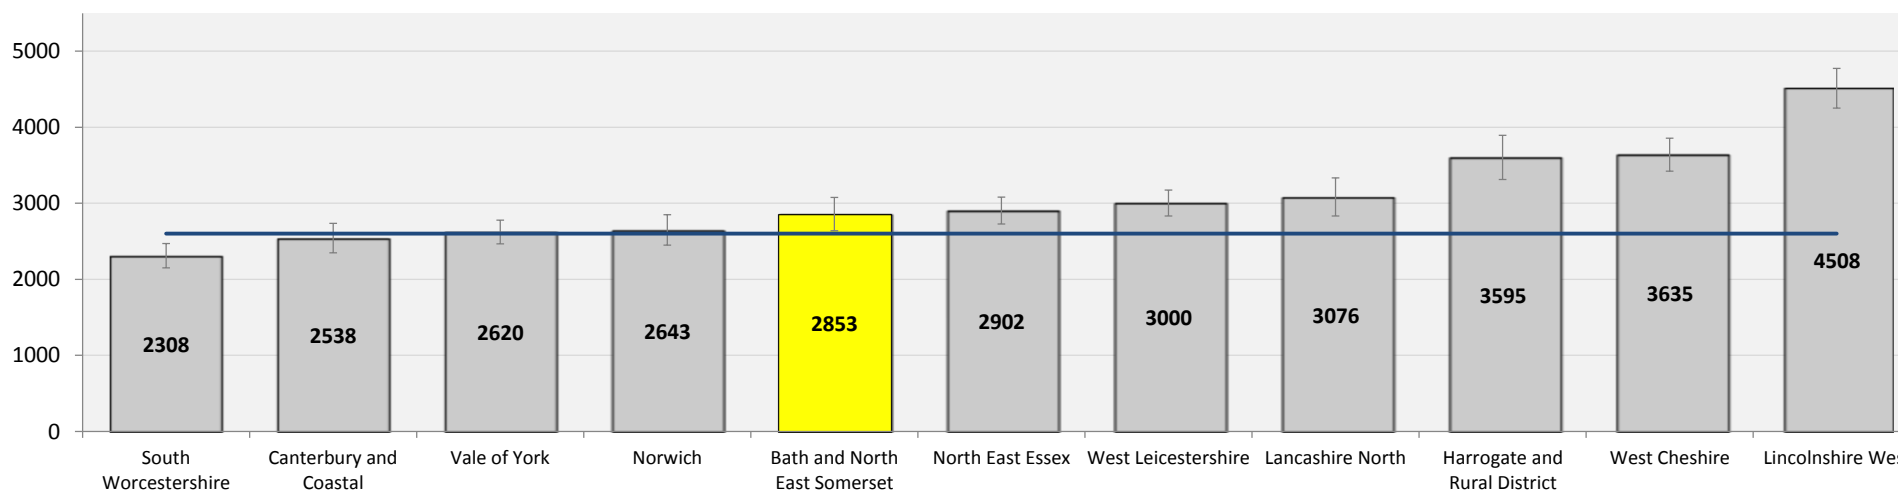 5000
4000
3000
2000
1000
0
2308
2538
2620
2643
2853
2902
3000
3076
3595
3635
4508
South
Worcestershire
Canterbury and
Coastal
Vale of York
Norwich
Bath and North
East Somerset
North East Essex
West Leicestershire
Lancashire North
Harrogate and
Rural District
West Cheshire
Lincolnshire Wes